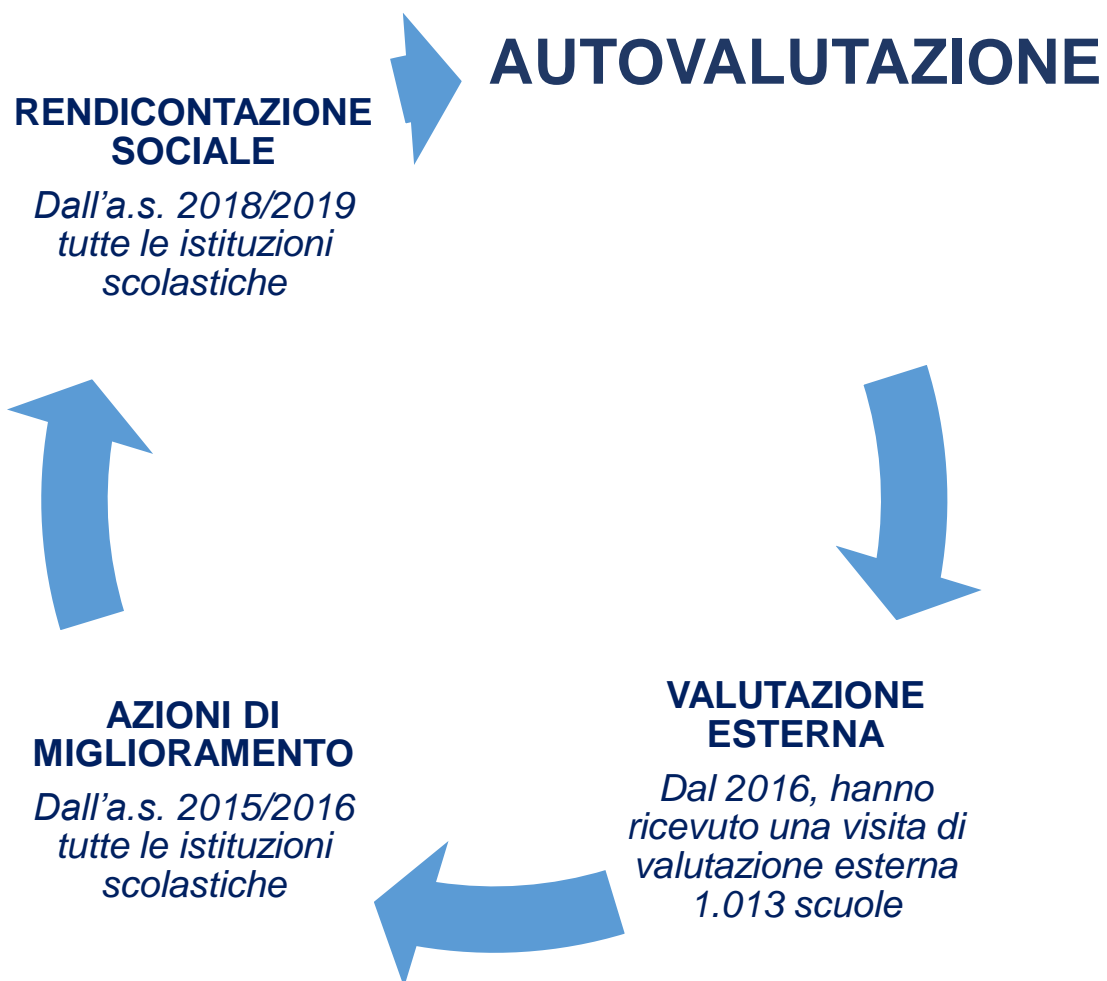 AUTOVALUTAZIONE
RENDICONTAZIONE
SOCIALE
Dall'a.s. 2018/2019
tutte le istituzioni
scolastiche
VALUTAZIONE
ESTERNA
Dal 2016, hanno
ricevuto una visita di
valutazione esterna
1.013 scuole
AZIONI DI
MIGLIORAMENTO
Dall'a.s. 2015/2016
tutte le istituzioni
scolastiche